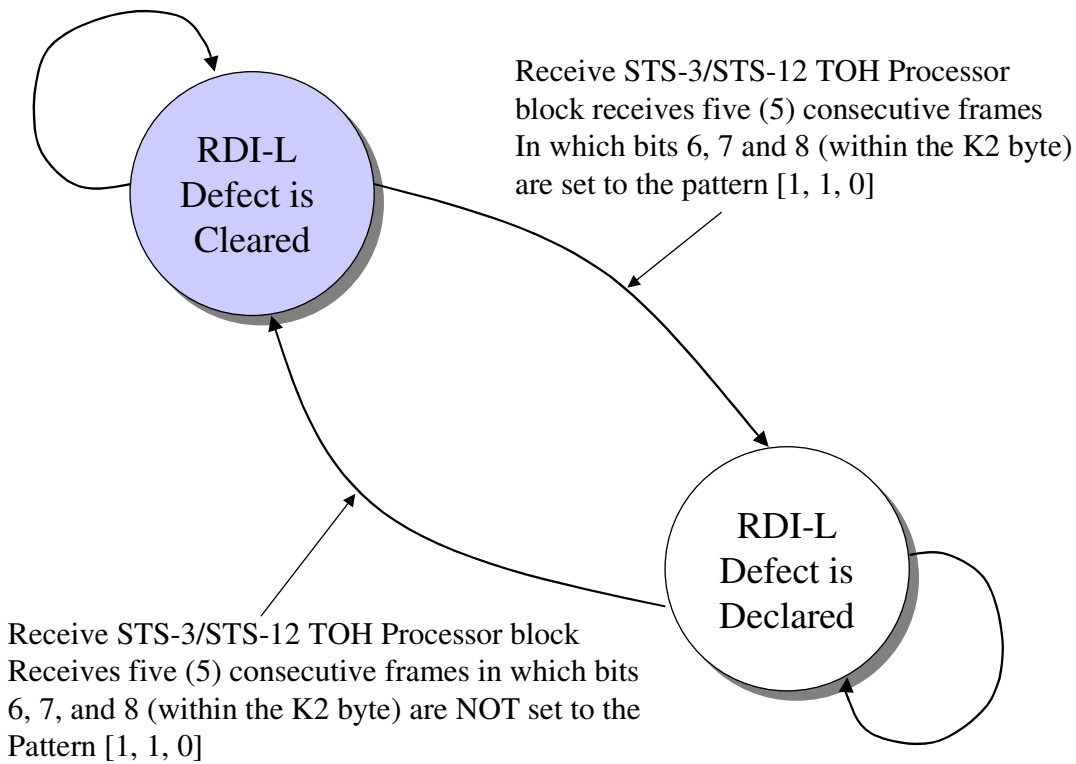 Receive STS-3/STS-12 TOH Processor
block receives five (5) consecutive frames
In which bits 6, 7 and 8 (within the K2 byte)
are set to the pattern [1, 1, 0]
RDI-L
Defect is
Cleared
RDI-L
Defect is
Declared
Receive STS-3/STS-12 TOH Processor block
Receives five (5) consecutive frames in which bits
6, 7, and 8 (within the K2 byte) are NOT set to the
Pattern [1, 1, 0]